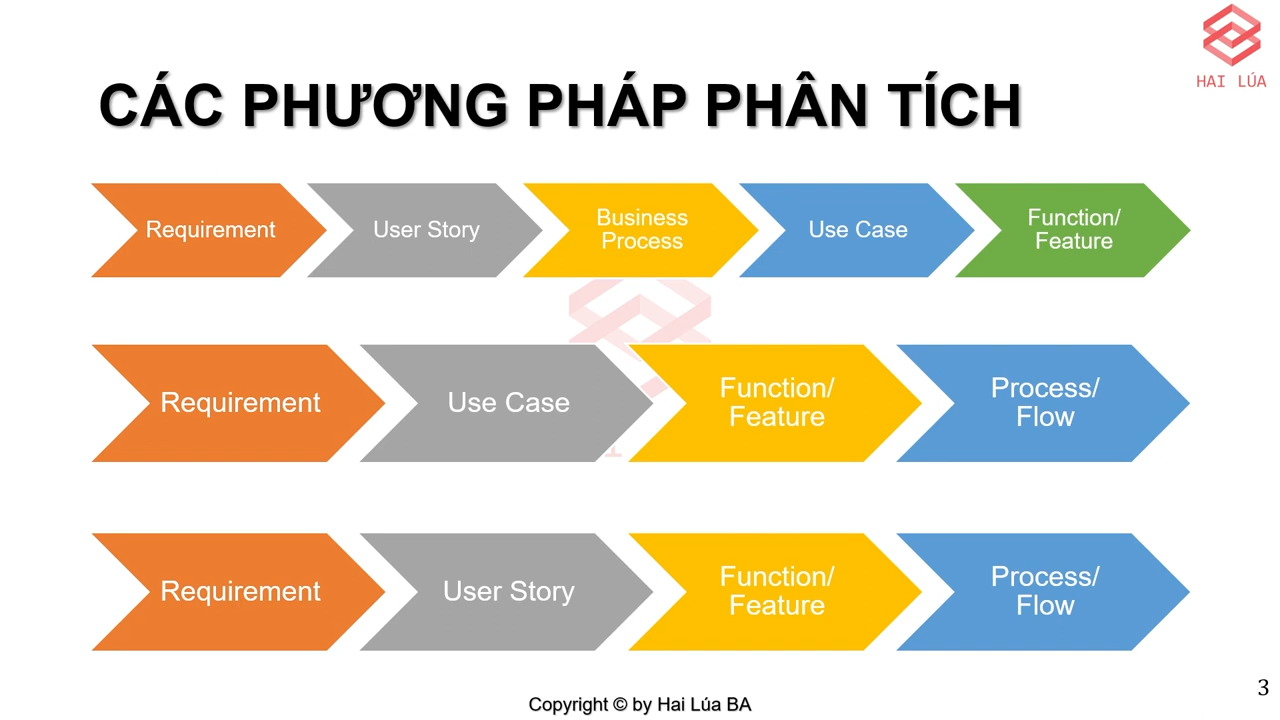 HAI LÚA
CÁC PHƯƠNG PHÁP PHÂN TÍCH
Requirement
User Story
Business
Process
Use Case
Function/
Feature
Requirement
Use Case
Function/
Feature
Process/
Flow
Requirement
User Story
Function/
Feature
Process/
Flow
Copyright © by Hai Lúa BA
3